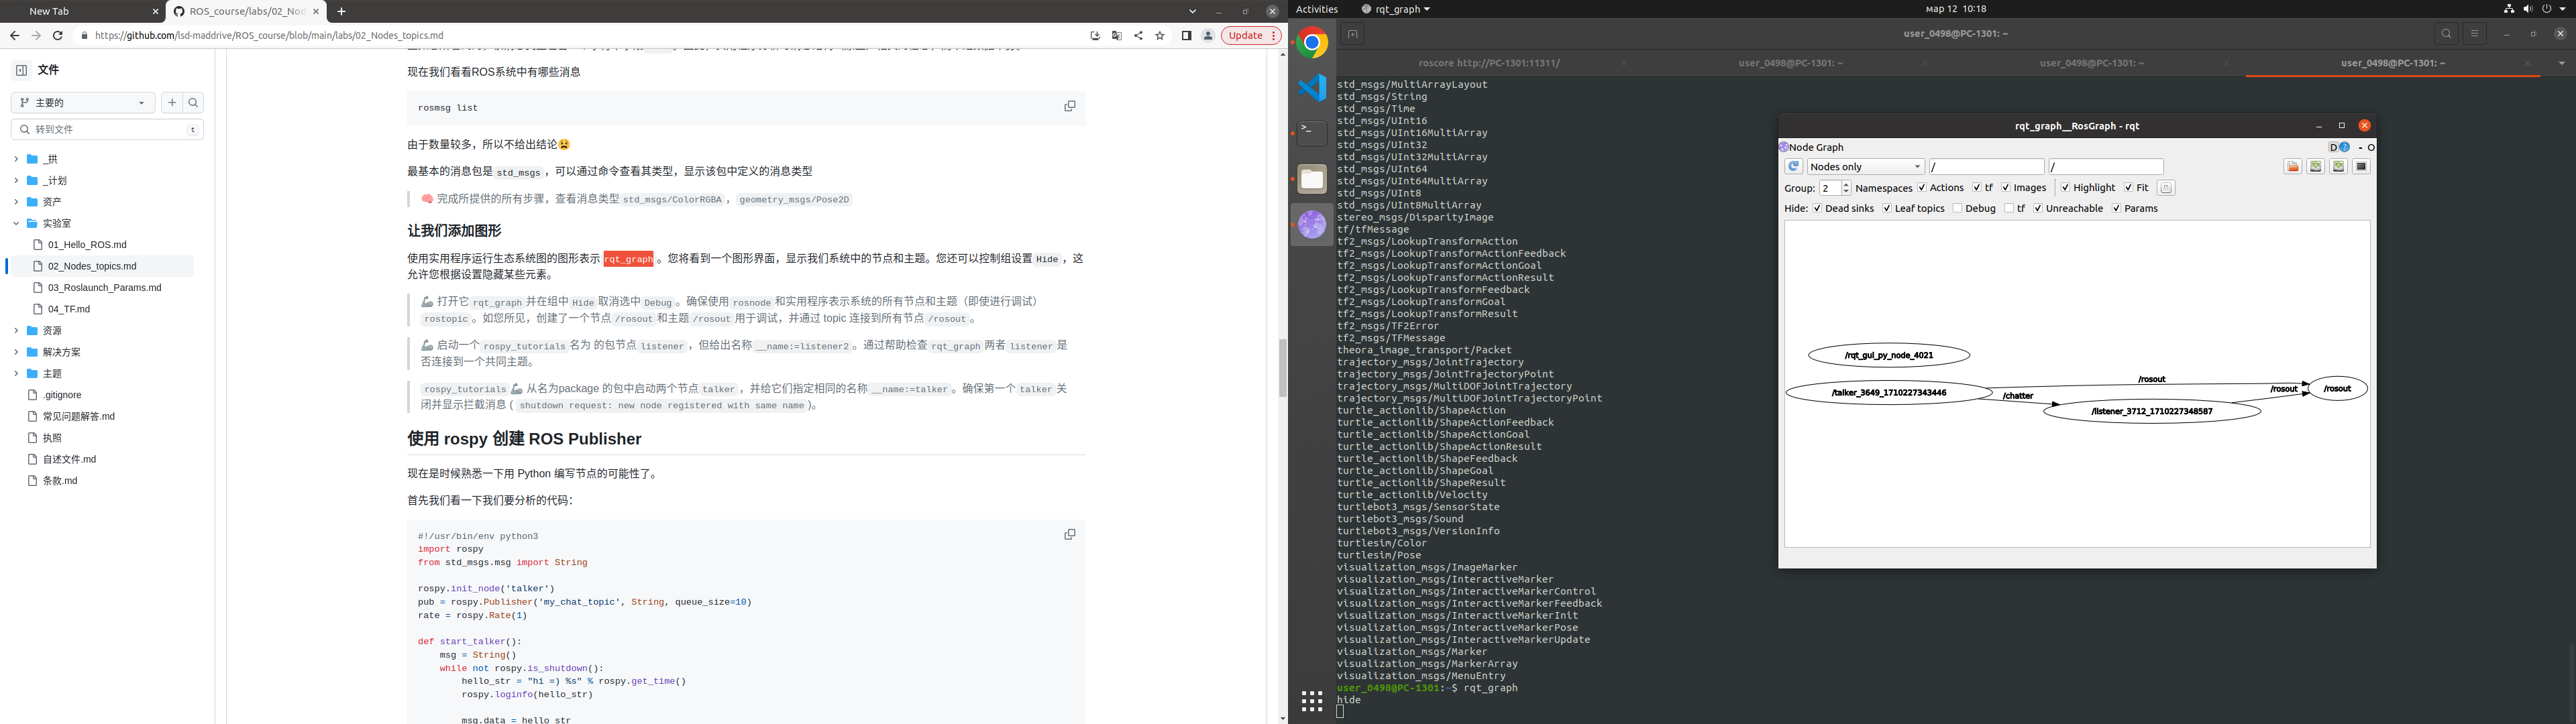 New Tab
ROS_course/labs/02_Nod
https://github.com/lsd-maddrive/ROS_course/blob/main/labs/02_Nodes_topics.md
Update
文件
主要的
转到文件
t
_拱
_计划
资产
实验室
01_Hello_ROS.md
02_Nodes_topics.md
03_Roslaunch_Params.md
04_TF.md
资源
解决方案
主题
.gitignore
常见问题解答.md
执照
自述文件.md
条款.md
现在我们看看ROS系统中有哪些消息
rosmsg list
由于数量较多，所以不给出结论😫
最基本的消息包是 std_msgs ，可以通过命令查看其类型，显示该包中定义的消息类型
🧠 完成所提供的所有步骤，查看消息类型 std_msgs/ColorRGBA ， geometry_msgs/Pose2D
让我们添加图形
使用实用程序运行生态系统图的图形表示 rqt_graph 。您将看到一个图形界面，显示我们系统中的节点和主题。您还可以控制组设置 Hide ，这
允许您根据设置隐藏某些元素。
🦾 打开它 rqt_graph 并在组中 Hide 取消选中 Debug 。确保使用 rosnode 和实用程序表示系统的所有节点和主题（即使进行调试）
rostopic 。如您所见，创建了一个节点 /rosout 和主题 /rosout 用于调试，并通过 topic 连接到所有节点 /rosout 。
🦾 启动一个 rospy_tutorials 名为 的包节点 listener ，但给出名称 __name:=listener2 。通过帮助检查 rqt_graph 两者 listener 是
否连接到一个共同主题。
rospy_tutorials 🦾 从名为package 的包中启动两个节点 talker ，并给它们指定相同的名称 __name:=talker 。确保第一个 talker 关
闭并显示拦截消息 ( shutdown request: new node registered with same name )。
使用 rospy 创建 ROS Publisher
现在是时候熟悉一下用 Python 编写节点的可能性了。
首先我们看一下我们要分析的代码：
#!/usr/bin/env python3
import rospy
from std_msgs.msg import String
rospy.init_node('talker')
pub = rospy.Publisher('my_chat_topic', String, queue_size=10)
rate = rospy.Rate(1)
def start_talker():
msg = String()
while not rospy.is_shutdown():
hello_str = "hi =) %s" % rospy.get_time()
rospy.loginfo(hello_str)
msg.data = hello_str
Activities
rqt_graph
мар 12 10:18
user_0498@PC-1301: ~
roscore http://PC-1301:11311/
user_0498@PC-1301: ~
user_0498@PC-1301: ~
user_0498@PC-1301: ~
std_msgs/MultiArrayLayout
std_msgs/String
std_msgs/Time
std_msgs/UInt16
std_msgs/UInt16MultiArray
std_msgs/UInt32
std_msgs/UInt32MultiArray
std_msgs/UInt64
std_msgs/UInt64MultiArray
std_msgs/UInt8
std_msgs/UInt8MultiArray
stereo_msgs/DisparityImage
tf/tfMessage
tf2_msgs/LookupTransformAction
tf2_msgs/LookupTransformActionFeedback
tf2_msgs/LookupTransformActionGoal
tf2_msgs/LookupTransformActionResult
tf2_msgs/LookupTransformFeedback
tf2_msgs/LookupTransformGoal
tf2_msgs/LookupTransformResult
tf2_msgs/TF2Error
tf2_msgs/TFMessage
theora_image_transport/Packet
trajectory_msgs/JointTrajectory
trajectory_msgs/JointTrajectoryPoint
trajectory_msgs/MultiDOFJointTrajectory
trajectory_msgs/MultiDOFJointTrajectoryPoint
turtle_actionlib/ShapeAction
turtle_actionlib/ShapeActionFeedback
turtle_actionlib/ShapeActionGoal
turtle_actionlib/ShapeActionResult
turtle_actionlib/ShapeFeedback
turtle_actionlib/ShapeGoal
turtle_actionlib/ShapeResult
turtle_actionlib/Velocity
turtlebot3_msgs/SensorState
turtlebot3_msgs/Sound
turtlebot3_msgs/VersionInfo
turtlesim/Color
turtlesim/Pose
visualization_msgs/ImageMarker
visualization_msgs/InteractiveMarker
visualization_msgs/InteractiveMarkerControl
visualization_msgs/InteractiveMarkerFeedback
visualization_msgs/InteractiveMarkerInit
visualization_msgs/InteractiveMarkerPose
visualization_msgs/InteractiveMarkerUpdate
visualization_msgs/Marker
visualization_msgs/MarkerArray
visualization_msgs/MenuEntry
user_0498@PC-1301:~$ rqt_graph
hide
rqt_graph__RosGraph - rqt
Node Graph
D
- O
Nodes only
/
/
Group: 2 Namespaces Actions tf Images Highlight Fit
Hide: Dead sinks Leaf topics Debug tf Unreachable Params
/rqt_gui_py_node_4021
/talker_3649_1710227343446
/rosout
/chatter
/listener_3712_1710227348587
/rosout
/rosout